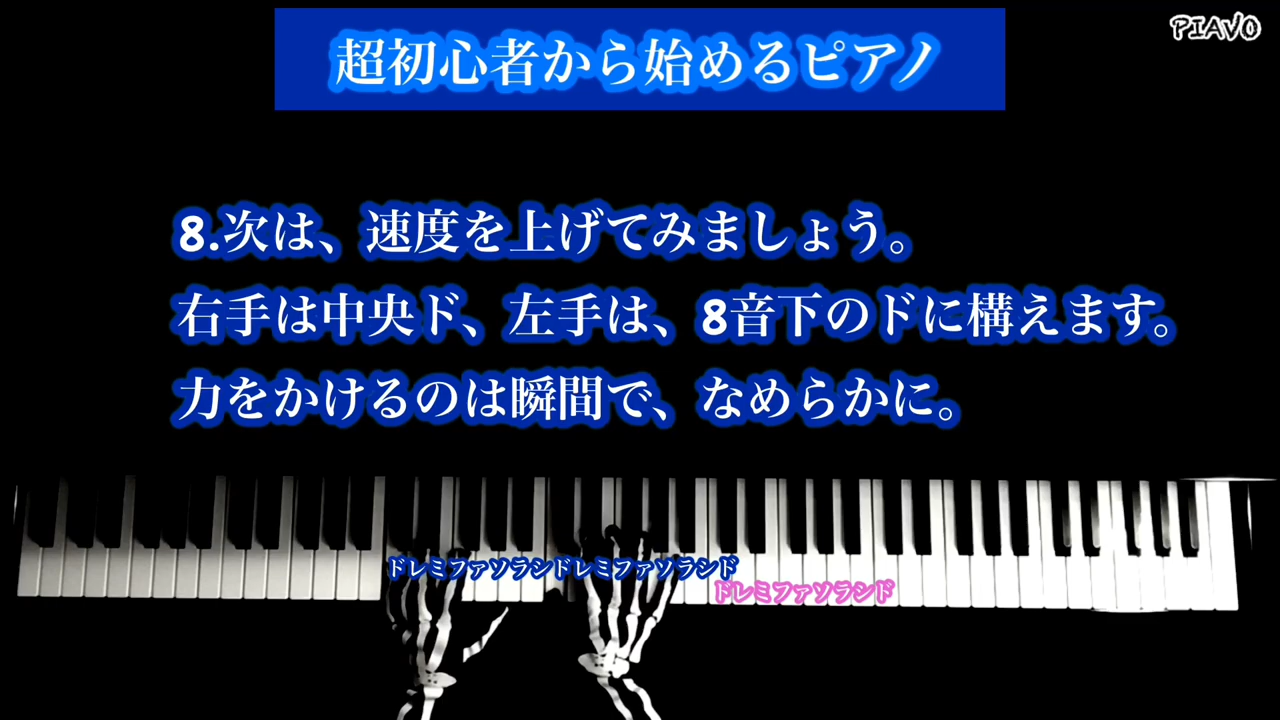 PIAVO
超初心者から始めるピアノ
8.次は、速度を上げてみましょう。
右手は中央ド、左手は、8音下のドに構えます。
力をかけるのは瞬間で、なめらかに。
ドレミファソラシドレミファソラシド
ドレミファソラシド